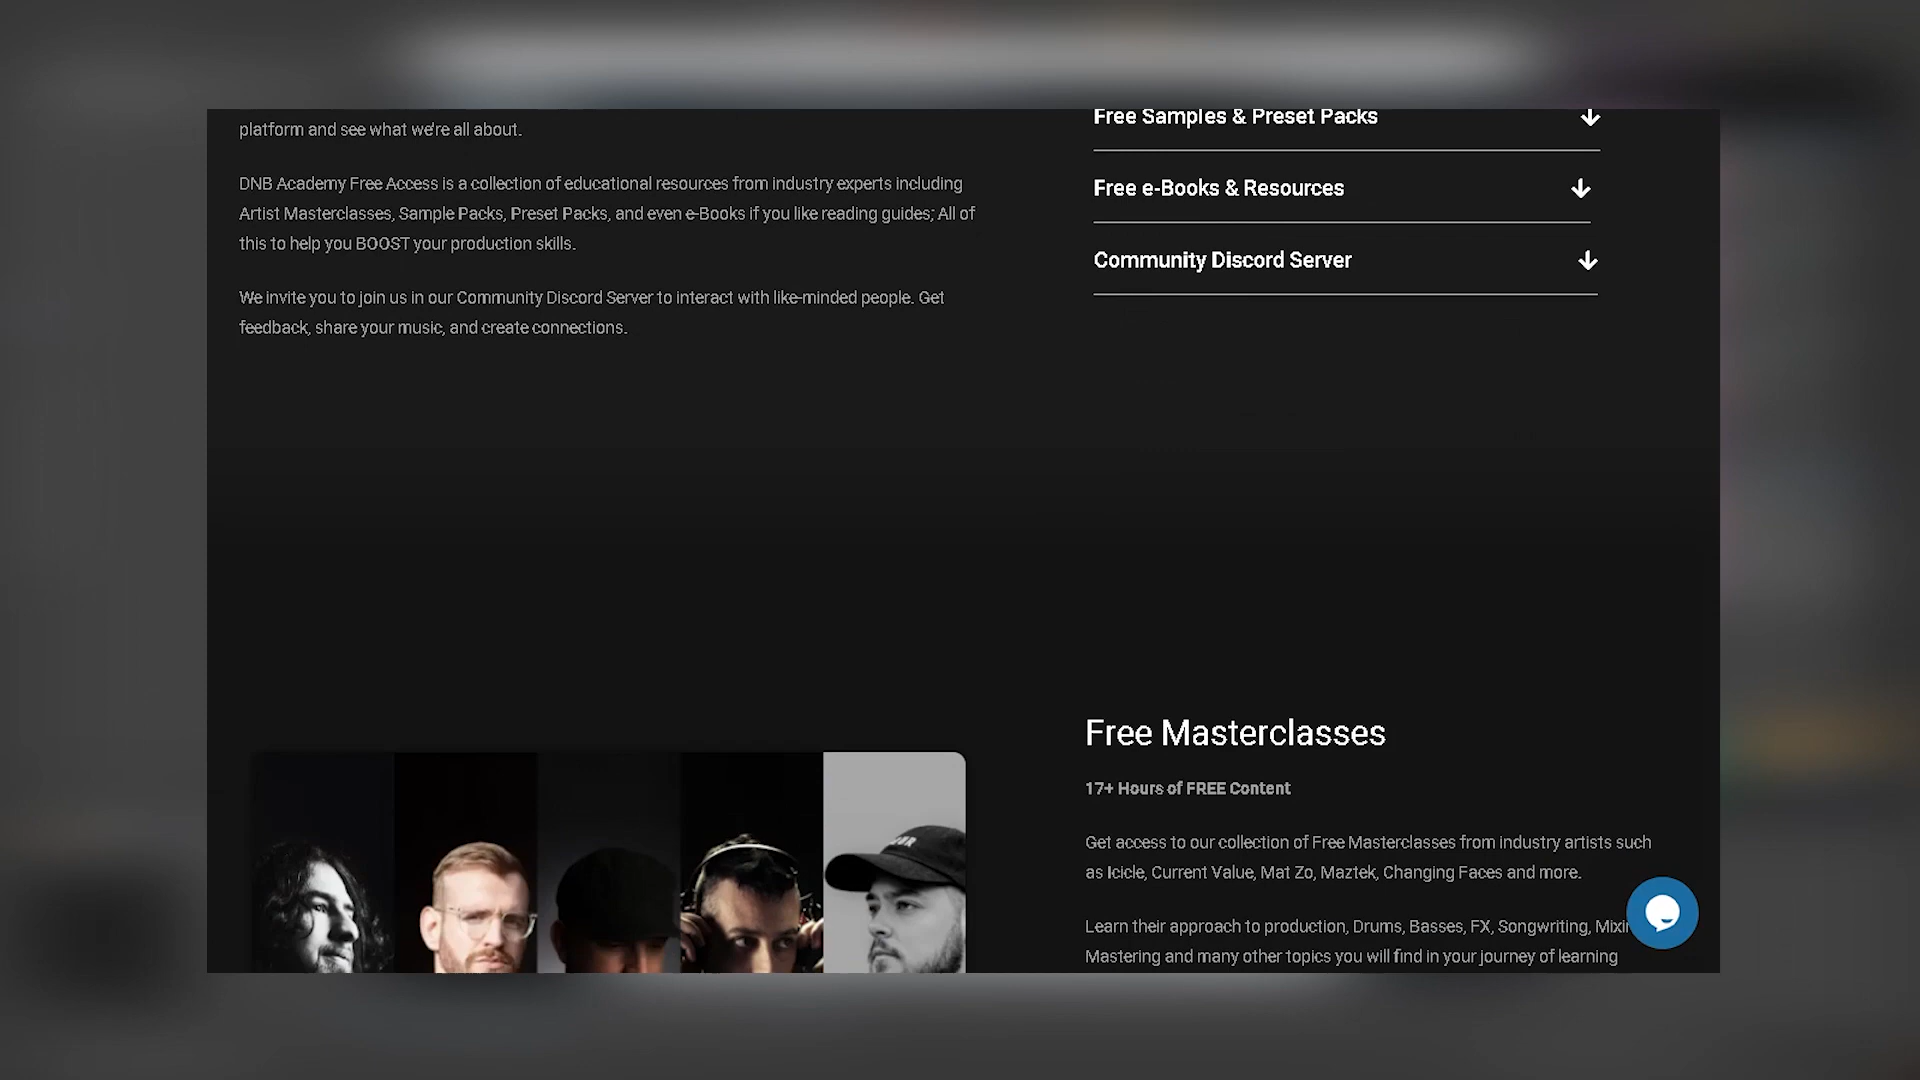 platform and see what we're all about.
DNB Academy Free Access is a collection of educational resources from industry experts including
Artist Masterclasses, Sample Packs, Preset Packs, and even e-Books if you like reading guides; All of
this to help you BOOST your production skills.
We invite you to join us in our Community Discord Server to interact with like-minded people. Get
feedback, share your music, and create connections.
Free Samples & Preset Packs
Free e-Books & Resources
Community Discord Server
Free Masterclasses
17+ Hours of FREE Content
Get access to our collection of Free Masterclasses from industry artists such
as Icicle, Current Value, Mat Zo, Maztek, Changing Faces and more.
Learn their approach to production, Drums, Basses, FX, Songwriting,
Mastering and many other topics you will find in your journey of learning